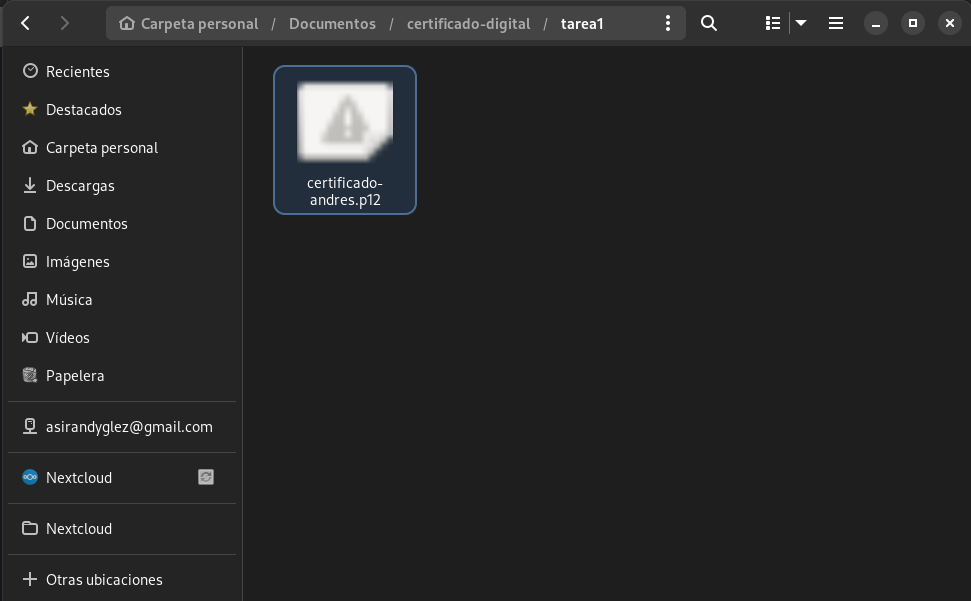 Carpeta personal / Documentos / certificado-digital / tarea1
Recientes
Destacados
Carpeta personal
Descargas
Documentos
Imágenes
Música
Vídeos
Papelera
asirandyglez@gmail.com
Nextcloud
Nextcloud
Otras ubicaciones
certificado-
andres.p12